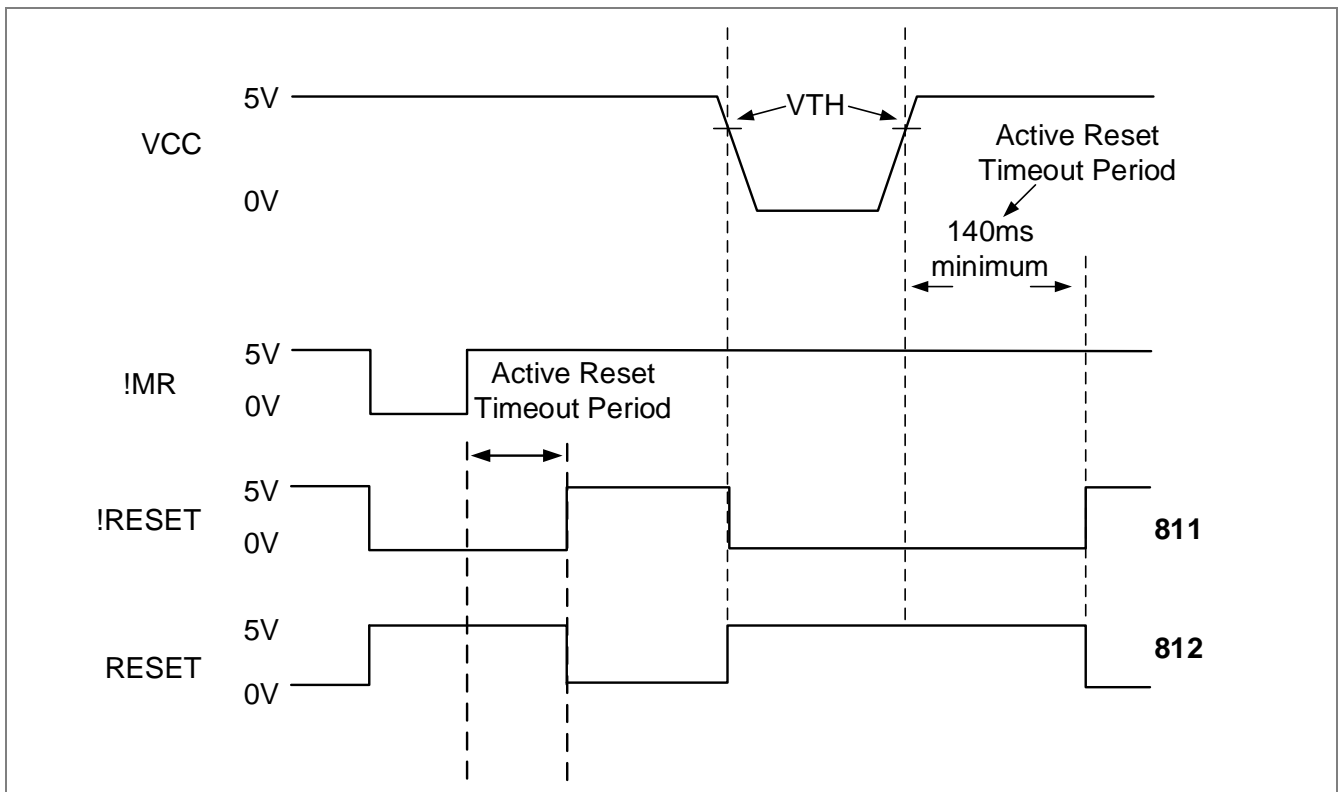 5V
VTH
VCC
0V
Active Reset
Timeout Period
140ms
minimum
5V
!MR
0V
Active Reset
Timeout Period
5V
!RESET
0V
811
5V
RESET
0V
812